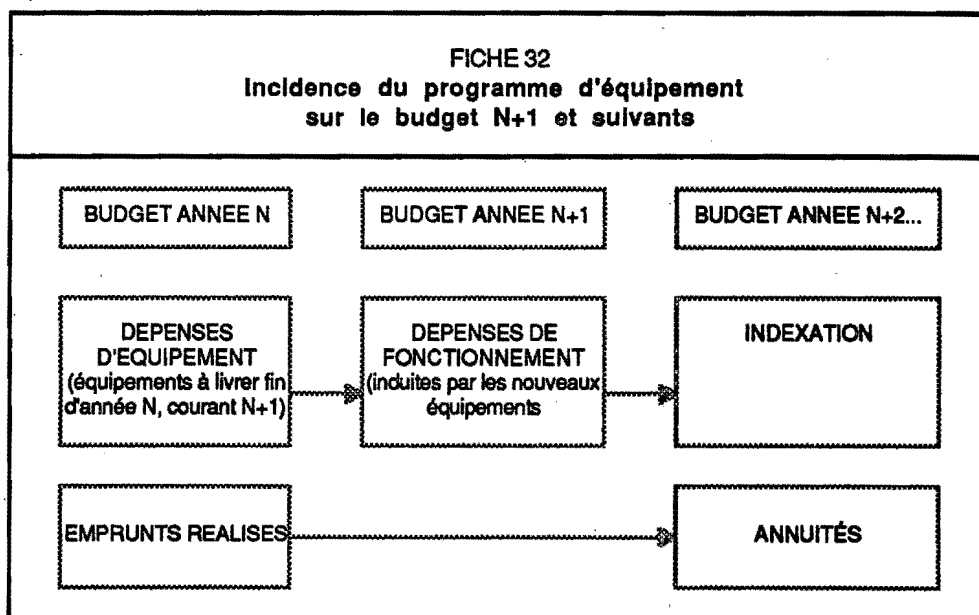 FICHE 32
Incidence du programme d'équipement
sur le budget N+1 et suivants
BUDGET ANNEE N
BUDGET ANNEE N+1
BUDGET ANNEE N+2...
DEPENSES
D'EQUIPEMENT
(équipements à livrer fin
d'année N, courant N+1)
DEPENSES DE
FONCTIONNEMENT
(induites par les nouveaux
équipements
INDEXATION
EMPRUNTS REALISES
ANNUITÉS